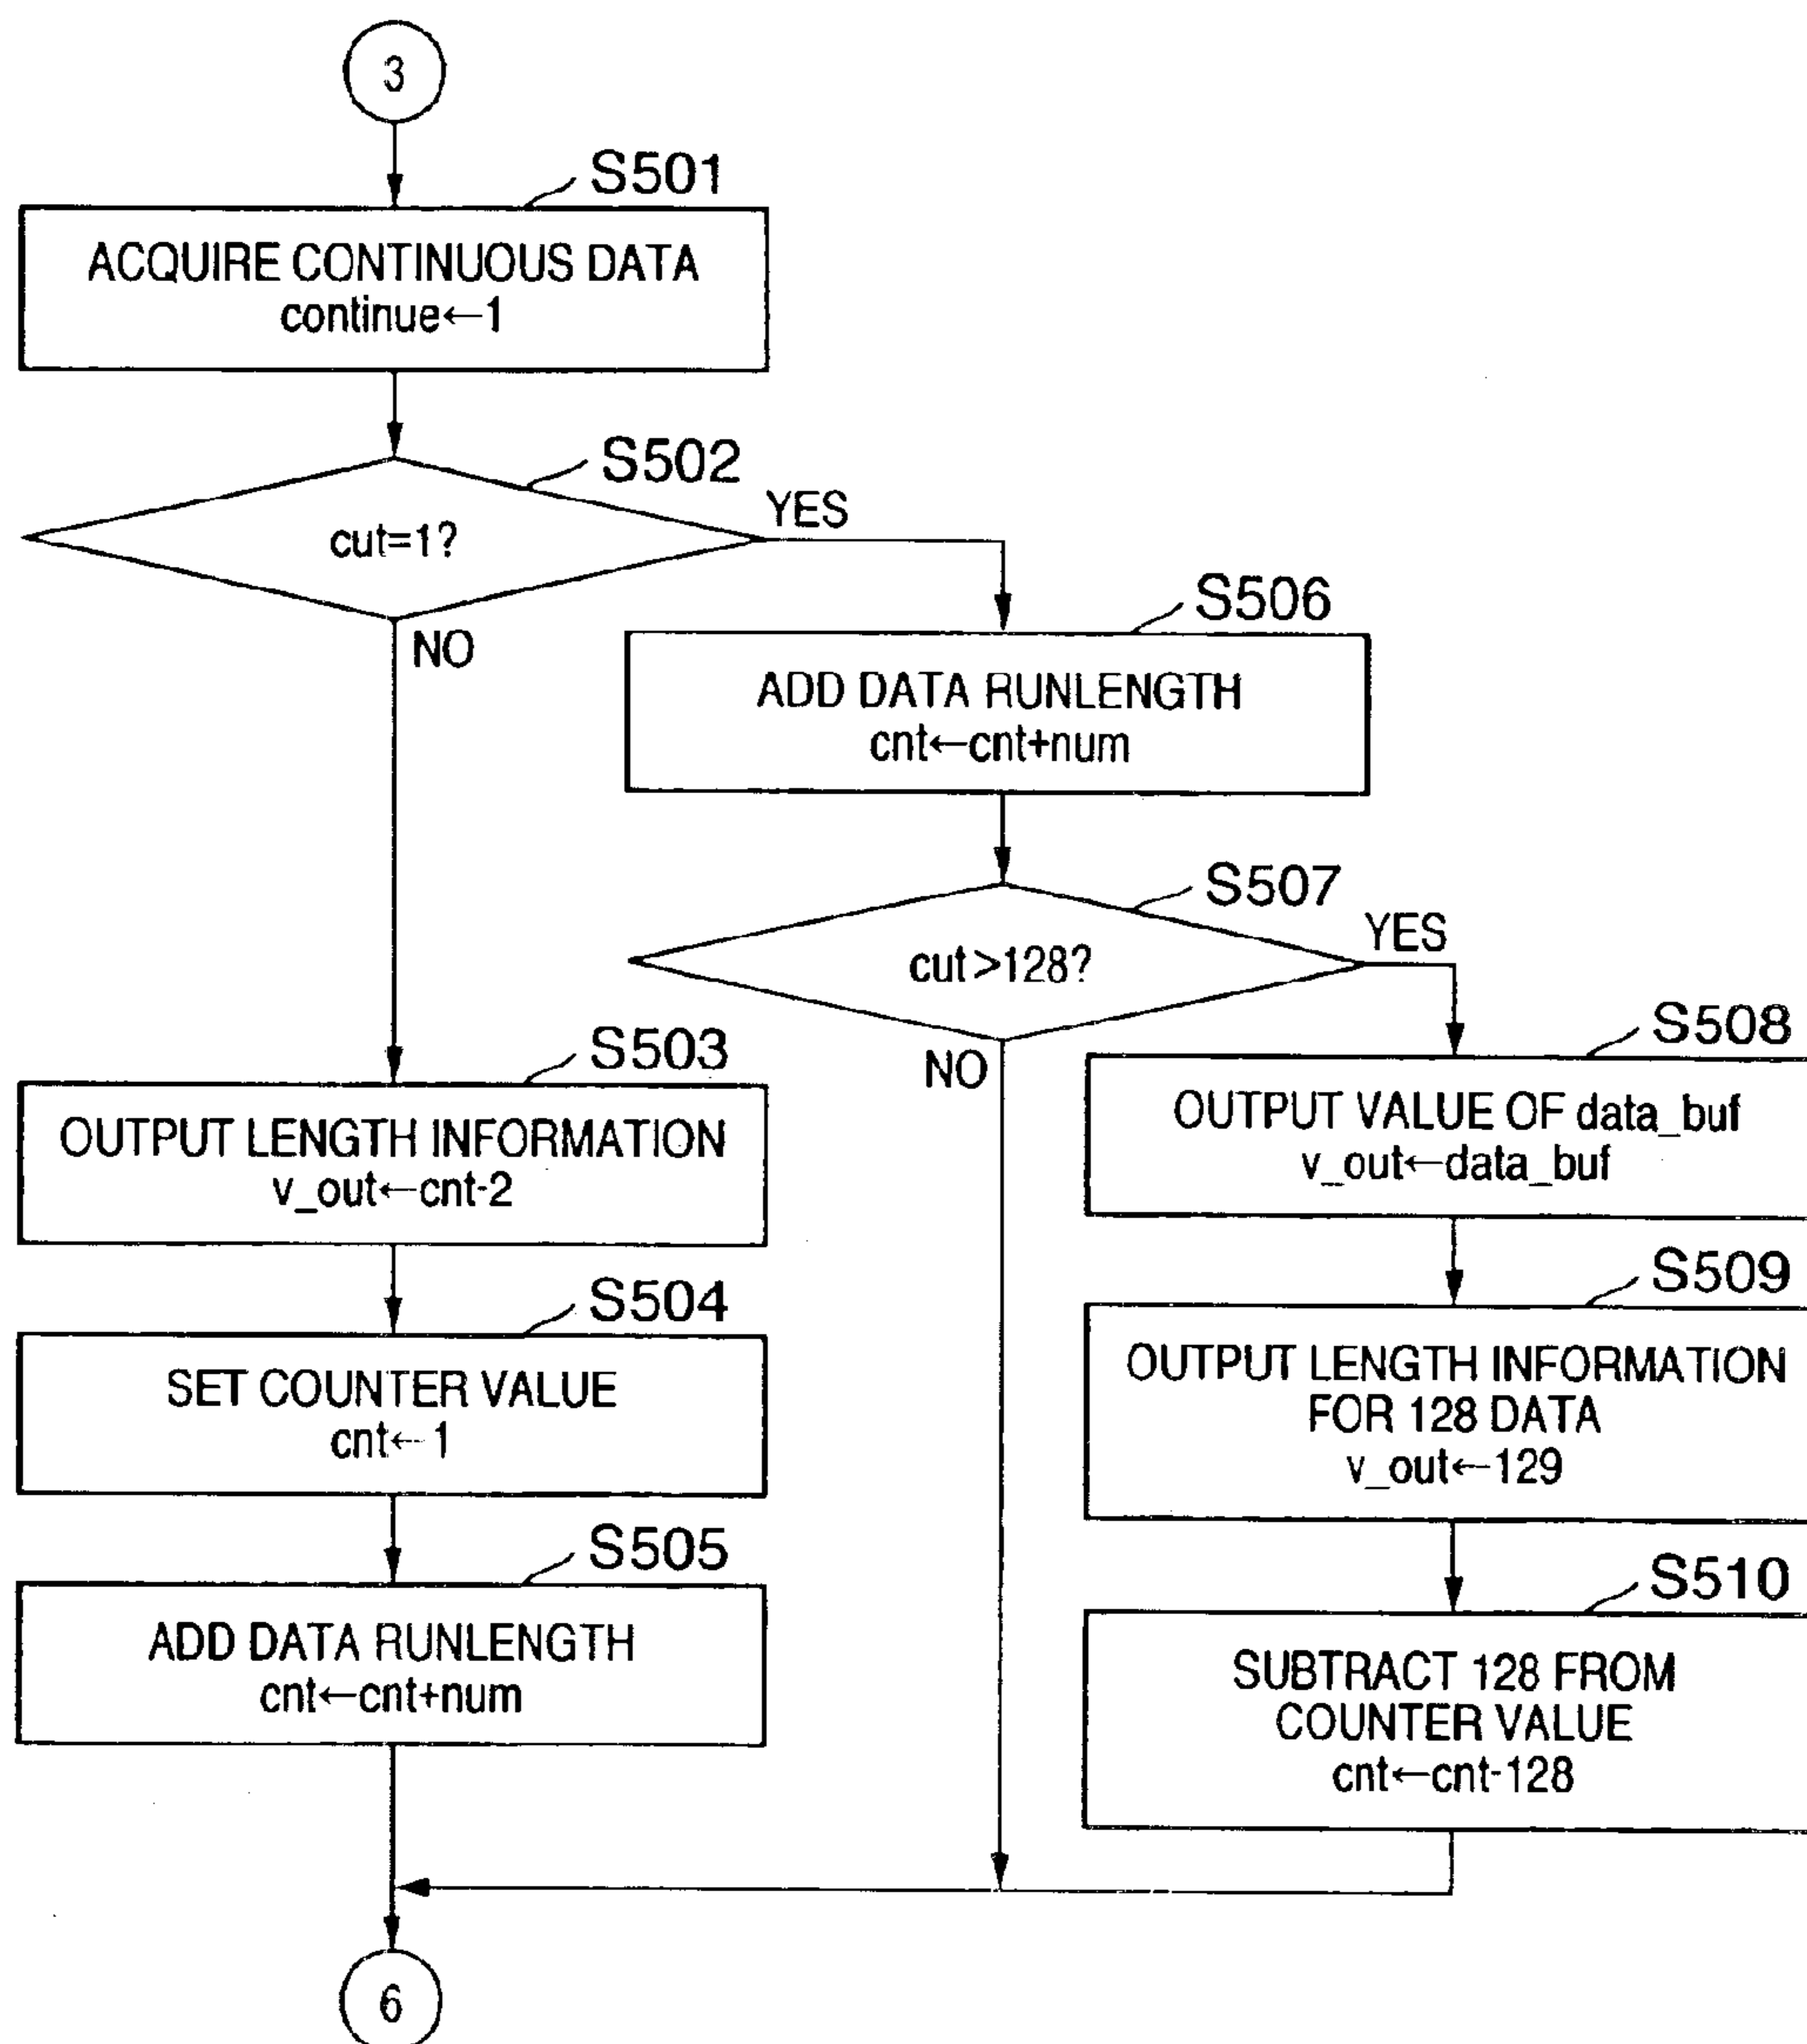 3
S501
ACQUIRE CONTINUOUS DATA
continue←1
S502
cut=1?
YES
NO
S506
ADD DATA RUNLENGTH
cnt←cnt+num
S507
cut>128?
YES
NO
S503
OUTPUT LENGTH INFORMATION
v_out←cnt-2
S504
SET COUNTER VALUE
cnt←1
S505
ADD DATA RUNLENGTH
cnt←cnt+num
S508
OUTPUT VALUE OF data_buf
v_out←data_buf
S509
OUTPUT LENGTH INFORMATION
FOR 128 DATA
v_out←129
S510
SUBTRACT 128 FROM
COUNTER VALUE
cnt←cnt-128
6